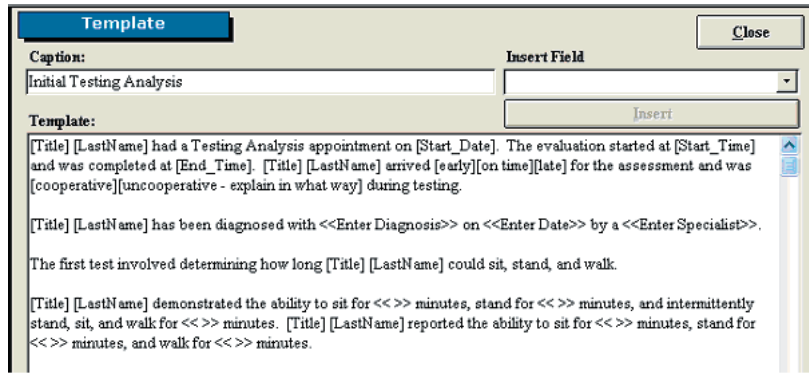 Template
Close
Caption:
Insert Field
Initial Testing Analysis
Insert
Template:
[Title] [LastName] had a Testing Analysis appointment on [Start_Date].  The evaluation started at [Start_Time]
and was completed at [End_Time].  [Title] [LastName] arrived [early][on time][late] for the assessment and was
[cooperative][uncooperative - explain in what way] during testing.
[Title] [LastName] has been diagnosed with <<Enter Diagnosis>> on <<Enter Date>> by a <<Enter Specialist>>.
The first test involved determining how long [Title] [LastName] could sit, stand, and walk.
[Title] [LastName] demonstrated the ability to sit for << >> minutes, stand for << >> minutes, and intermittently
stand, sit, and walk for << >> minutes.  [Title] [LastName] reported the ability to sit for << >> minutes, stand for
<< >> minutes, and walk for << >> minutes.